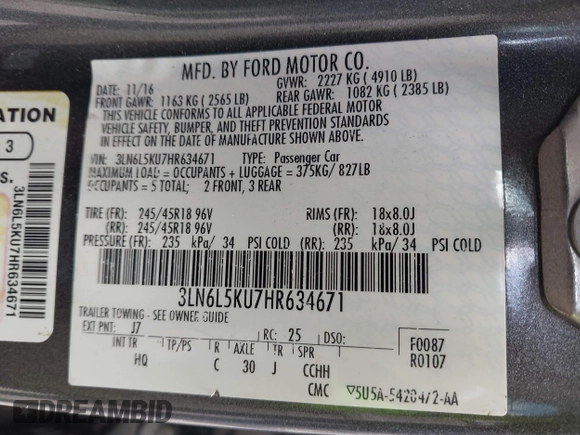 MFD. BY FORD MOTOR CO.
DATE: 11/16 GVWR: 2227 KG ( 4910 LB)
FRONT GAWR: 1163 KG ( 2565 LB) REAR GAWR: 1082 KG ( 2385 LB)
THIS VEHICLE CONFORMS TO ALL APPLICABLE FEDERAL MOTOR
VEHICLE SAFETY, BUMPER, AND THEFT PREVENTION STANDARDS
IN EFFECT ON THE DATE OF MANUFACTURE SHOWN ABOVE.
VIN: 3LN6L5KU7HR634671 TYPE: Passenger Car
MAXIMUM LOAD = OCCUPANTS + LUGGAGE = 375KG/ 827LB
OCCUPANTS = 5 TOTAL; 2 FRONT, 3 REAR
TIRE (FR): 245/45R18 96V RIMS (FR): 18x8.0J
(RR): 245/45R18 96V (RR): 18x8.0J
PRESSURE (FR): 235 kPa/ 34 PSI COLD (RR): 235 kPa/ 34 PSI COLD
3LN6L5KU7HR634671
TRAILER TOWING - SEE OWNER GUIDE
EXT PNT: J7 RC: 25 DSO: F0087
INT TR TP/PS R AXLE TR SPR R0107
HQ C 30 J CCHH
CMC
ATION
3
S.
3LN6L5KU7HR634671
DREAMBID